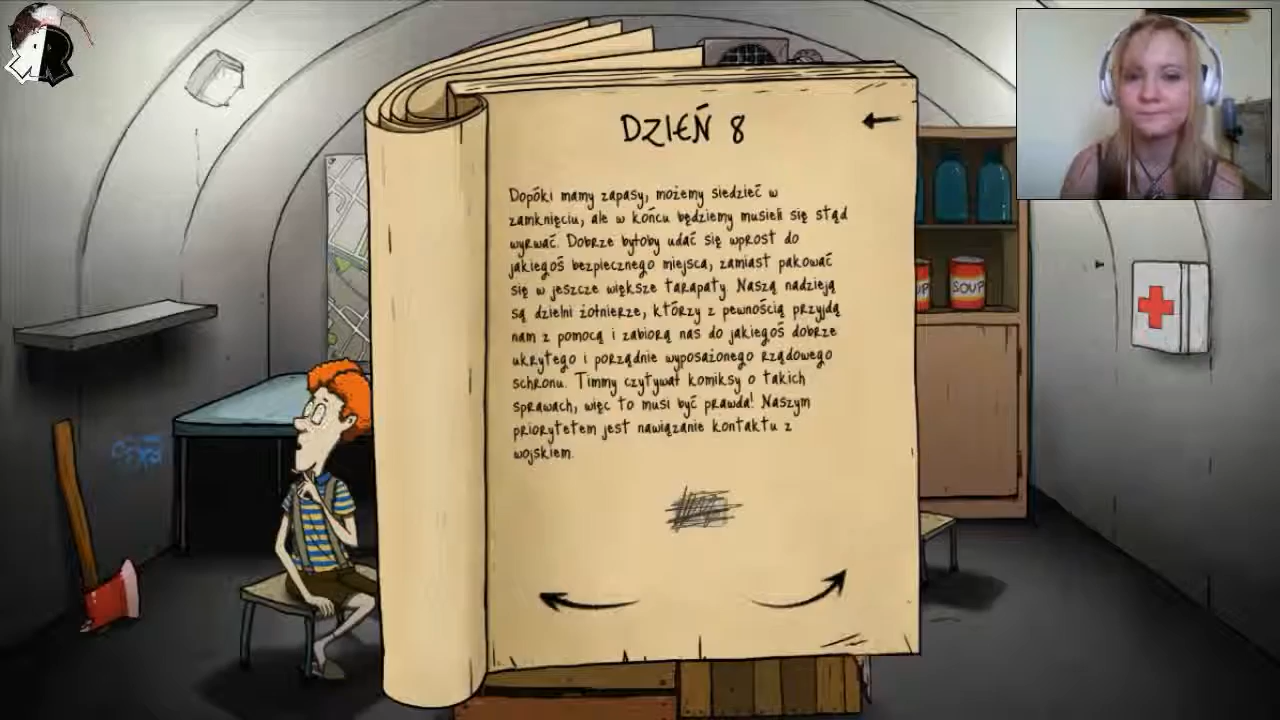 DZIEŃ 8
Dopóki mamy zapasy, możemy siedzieć w
zamknięciu, ale w końcu będziemy musieli się stąd
wyrwać. Dobrze byłoby udać się wprost do
jakiegoś bezpiecznego miejsca, zamiast pakować
się w jeszcze większe tarapaty. Naszą nadzieją
są dzielni żołnierze, którzy z pewnością przyjdą
nam z pomocą i zabiorą nas do jakiegoś dobrze
ukrytego i porządnie wyposażonego rządowego
schronu. Timmy czytywał komiksy o takich
sprawach, więc to musi być prawda! Naszym
priorytetem jest nawiązanie kontaktu z
wojskiem.
UP
SOUP